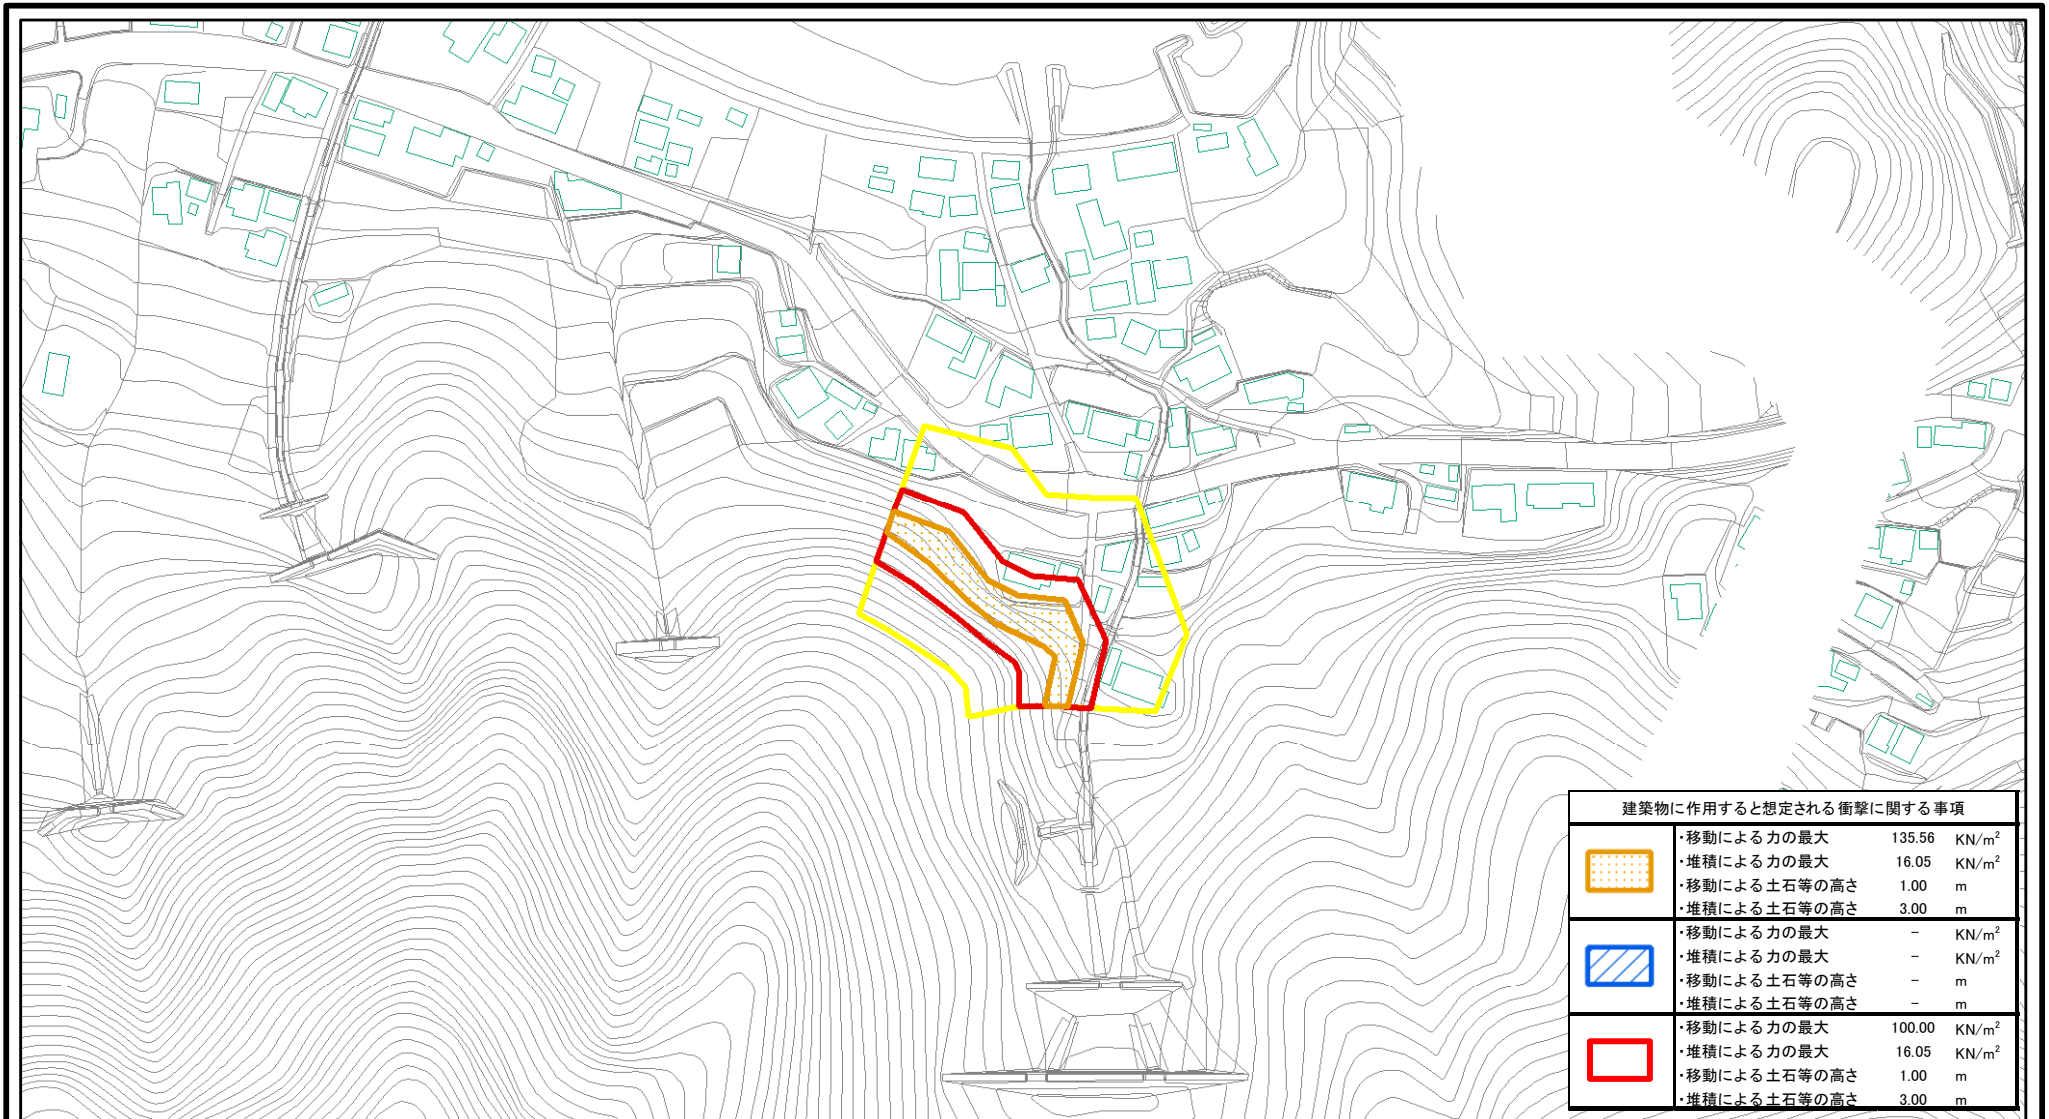 建築物に作用すると想定される衝撃に関する事項
・移動による力の最大 135.56 KN/m²
・堆積による力の最大 16.05 KN/m²
・移動による土石等の高さ 1.00 m
・堆積による土石等の高さ 3.00 m
・移動による力の最大 － KN/m²
・堆積による力の最大 － KN/m²
・移動による土石等の高さ － m
・堆積による土石等の高さ － m
・移動による力の最大 100.00 KN/m²
・堆積による力の最大 16.05 KN/m²
・移動による土石等の高さ 1.00 m
・堆積による土石等の高さ 3.00 m